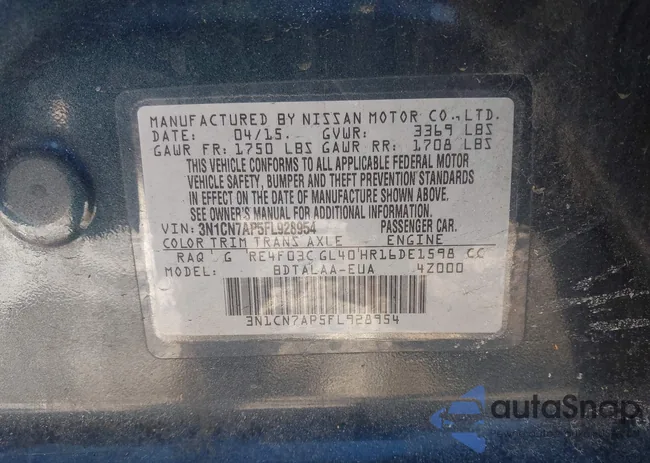 MANUFACTURED BY NISSAN MOTOR CO., LTD.
DATE: 04/15. GVWR: 3369 LBS
GAWR FR: 1750 LBS GAWR RR: 1708 LBS
THIS VEHICLE CONFORMS TO ALL APPLICABLE FEDERAL MOTOR
VEHICLE SAFETY, BUMPER AND THEFT PREVENTION STANDARDS
IN EFFECT ON THE DATE OF MANUFACTURE SHOWN ABOVE.
SEE OWNER'S MANUAL FOR ADDITIONAL INFORMATION
VIN: 3N1CN7AP5FL928954 PASSENGER CAR.
COLOR TRIM TRANS AXLE ENGINE
RAQ G RE4F03C GL40 HR16DE1598 CC
MODEL: BDTALAA-EUA 4Z000
3N1CN7AP5FL928954
autaSnap